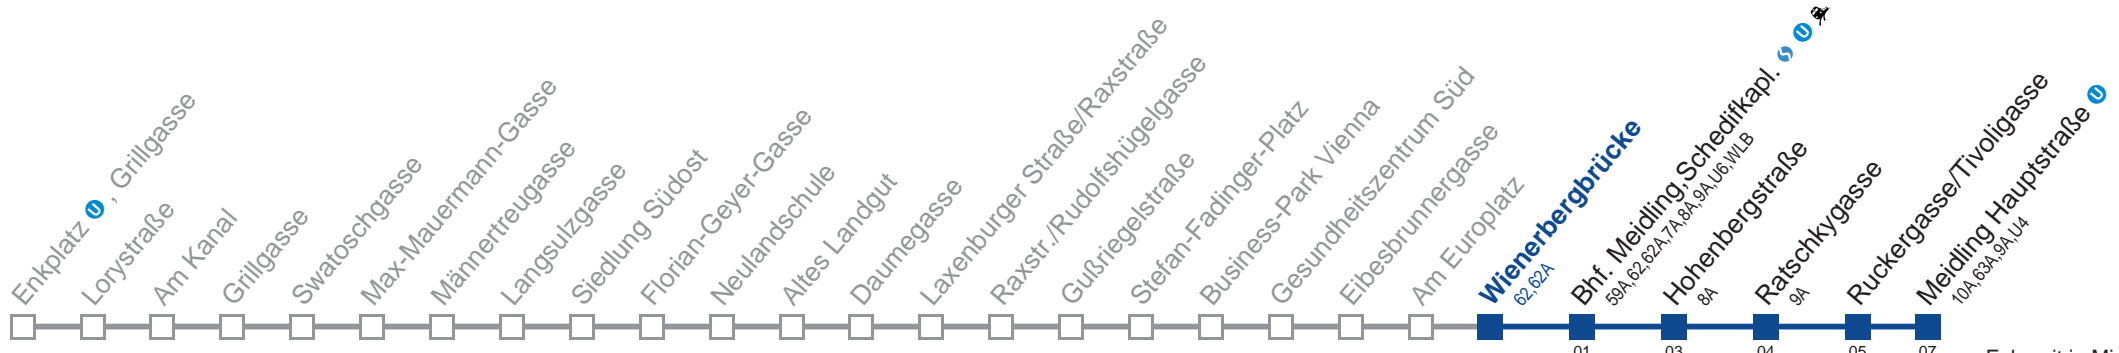 Enkplatz U , Grillgasse
Lorystraße
Am Kanal
Grillgasse
Swatoschgasse
Max-Mauermann-Gasse
Männertreugasse
Langsulzgasse
Siedlung Südost
Florian-Geyer-Gasse
Neulandschule
Altes Landgut
Daumegasse
Laxenburger Straße/Raxstraße
Raxstr./Rudolfshügelgasse
Gußriegelstraße
Stefan-Fadinger-Platz
Business-Park Vienna
Gesundheitszentrum Süd
Eibesbrunnergasse
Am Europlatz
Wienerbergbrücke
62,62A
Bhf. Meidling,Schedifkapl. S U
59A,62,62A,7A,8A,9A,U6,WLB
Hohenbergstraße
8A
Ratschkygasse
9A
Ruckergasse/Tivoligasse
Meidling Hauptstraße U
10A,63A,9A,U4
01 03 04 05 07